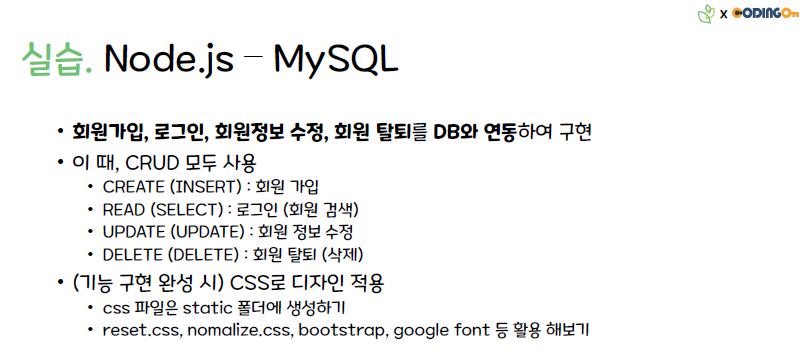 x CODINGOn
실습. Node.js – MySQL
• 회원가입, 로그인, 회원정보 수정, 회원 탈퇴를 DB와 연동하여 구현
• 이 때, CRUD 모두 사용
• CREATE (INSERT) : 회원 가입
• READ (SELECT) : 로그인 (회원 검색)
• UPDATE (UPDATE) : 회원 정보 수정
• DELETE (DELETE) : 회원 탈퇴 (삭제)
• (기능 구현 완성 시) CSS로 디자인 적용
• css 파일은 static 폴더에 생성하기
• reset.css, nomalize.css, bootstrap, google font 등 활용 해보기